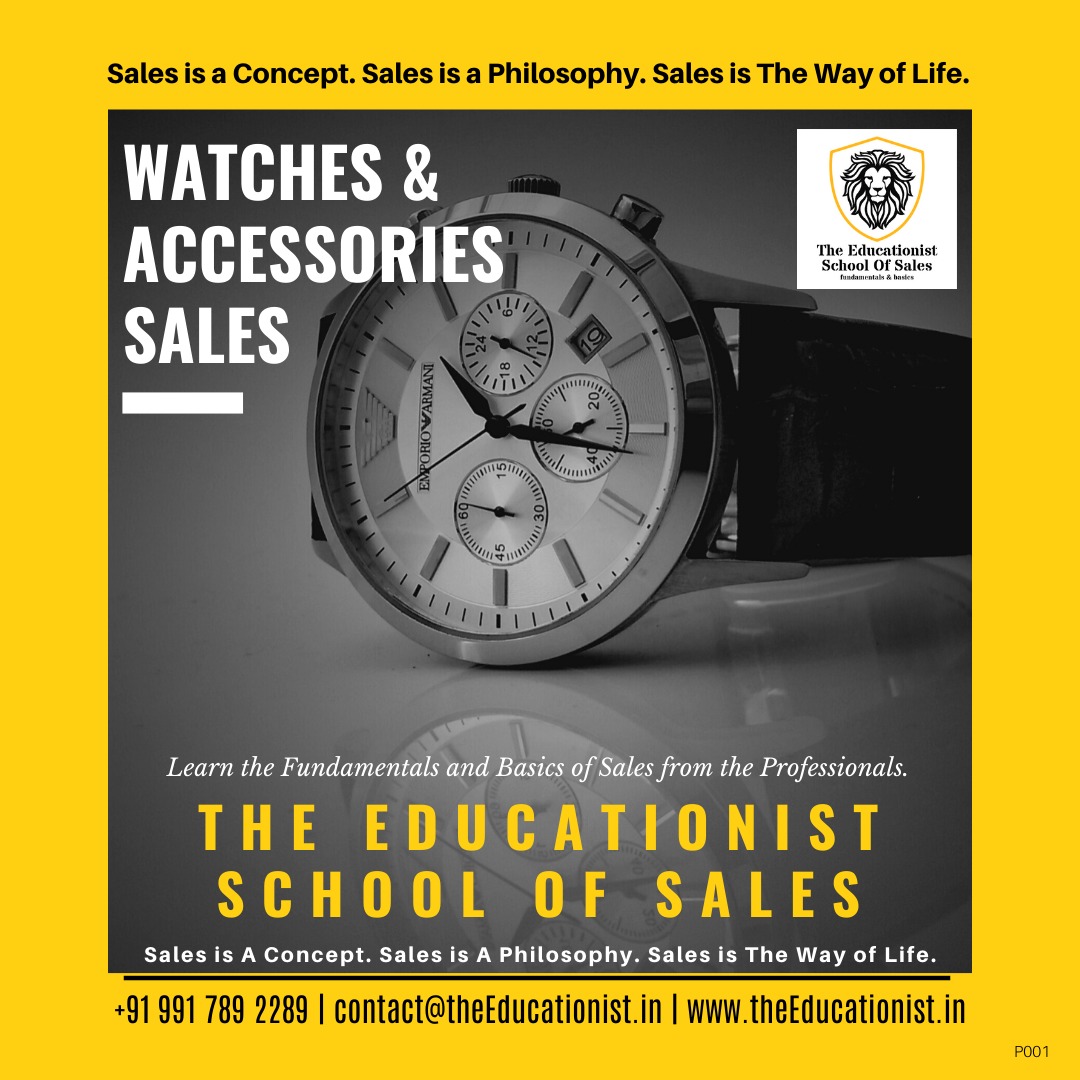 Sales is a Concept. Sales is a Philosophy. Sales is The Way of Life.
WATCHES &
ACCESSORIES
SALES
The Educationist
School Of Sales
fundamentals & basics
6
24
12
18
19
20
40
60
EMPORIO ARMANI
15
60
30
45
Learn the Fundamentals and Basics of Sales from the Professionals.
THE EDUCATIONIST
SCHOOL OF SALES
Sales is A Concept. Sales is A Philosophy. Sales is The Way of Life.
+91 991 789 2289 | contact@theEducationist.in | www.theEducationist.in
P001